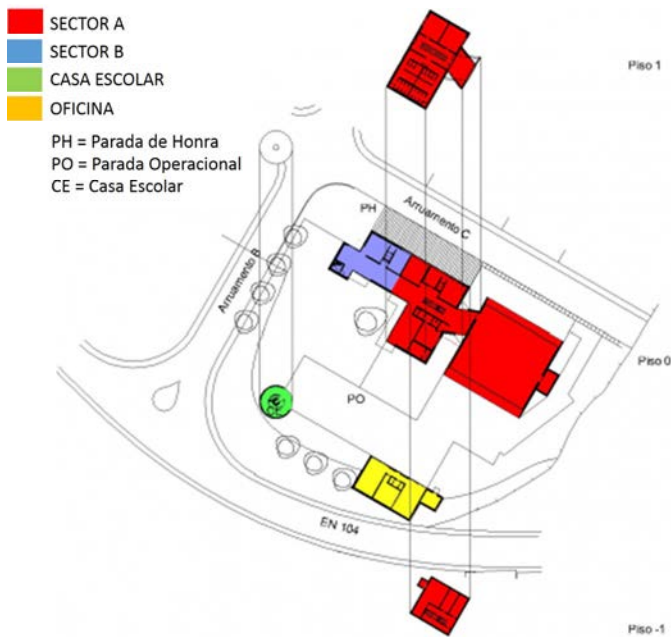 SECTOR A
SECTOR B
CASA ESCOLAR
OFICINA
PH = Parada de Honra
PO = Parada Operacional
CE = Casa Escolar
Piso 1
PH
Arruamento C
Arruamento B
Piso 0
PO
EN 104
Piso -1